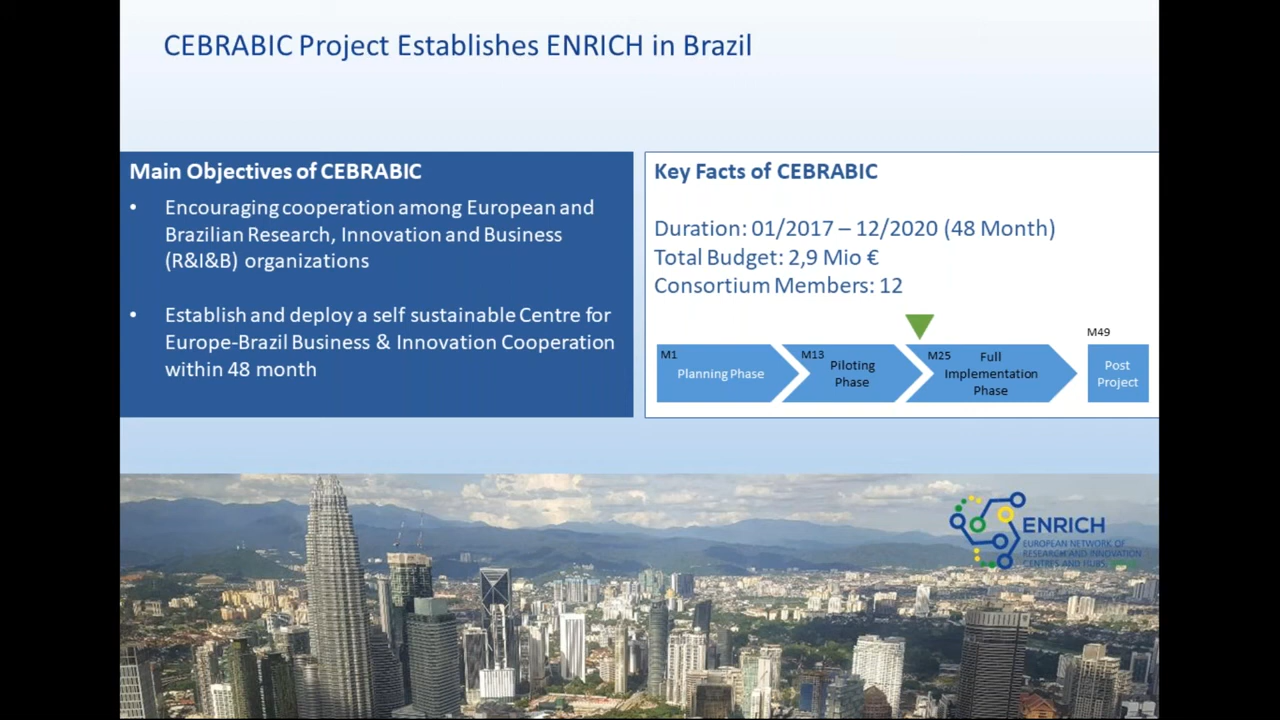 CEBRABIC Project Establishes ENRICH in Brazil
Main Objectives of CEBRABIC
• Encouraging cooperation among European and
Brazilian Research, Innovation and Business
(R&I&B) organizations
• Establish and deploy a self sustainable Centre for
Europe-Brazil Business & Innovation Cooperation
within 48 month
Key Facts of CEBRABIC
Duration: 01/2017 – 12/2020 (48 Month)
Total Budget: 2,9 Mio €
Consortium Members: 12
M1
Planning Phase
M13
Piloting
Phase
M25
Full
Implementation
Phase
M49
Post
Project
ENRICH
EUROPEAN NETWORK OF
RESEARCH AND INNOVATION
CENTRES AND HUBS,